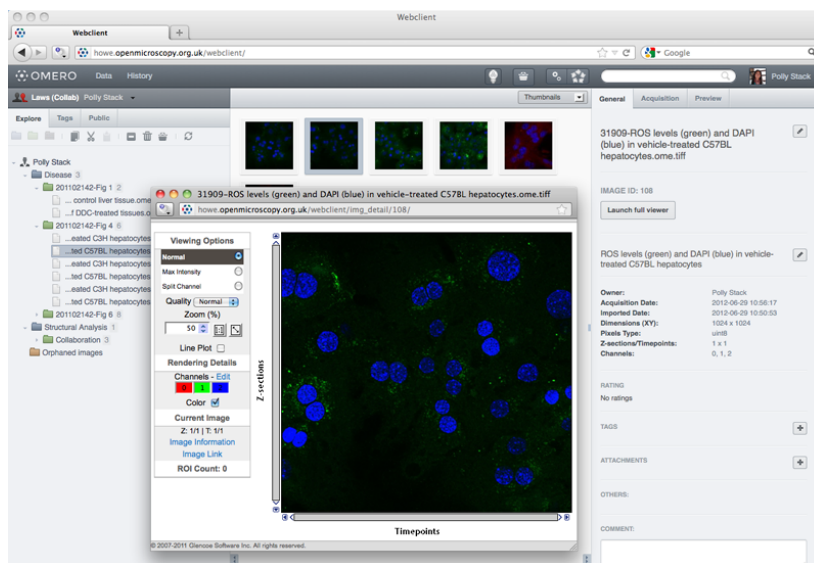 Webclient
Webclient
howe.openmicroscopy.org.uk/webclient/
Google
OMERO Data History
Polly Stack
Laws (Collab) Polly Stack
Thumbnails
General Acquisition Preview
Explore Tags Public
Polly Stack
Disease 3
201102142-Fig 1 2
... control liver tissue.ome
...f DDC-treated tissues.o
201102142-Fig 4 6
...eated C3H hepatocytes
...ted C57BL hepatocytes
...eated C3H hepatocytes
...ted C57BL hepatocytes
...eated C3H hepatocytes
...ted C57BL hepatocytes
201102142-Fig 6 8
Structural Analysis 1
Collaboration 3
Orphaned images
31909-ROS levels (green) and DAPI (blue) in vehicle-treated C57BL hepatocytes.ome.tiff
howe.openmicroscopy.org.uk/webclient/img_detail/108/
Viewing Options
Normal
Max Intensity
Split Channel
Quality Normal
Zoom (%)
50
1:1
Line Plot
Rendering Details
Channels - Edit
0 1
Color
Current Image
Z: 1/1 | T: 1/1
Image Information
Image Link
ROI Count: 0
Z-sections
Timepoints
© 2007-2011 Glencoe Software Inc. All rights reserved.
31909-ROS levels (green) and DAPI
(blue) in vehicle-treated C57BL
hepatocytes.ome.tiff
IMAGE ID: 108
Launch full viewer
ROS levels (green) and DAPI (blue) in vehicle-
treated C57BL hepatocytes
Owner: Polly Stack
Acquisition Date: 2012-06-29 10:56:17
Imported Date: 2012-06-29 10:50:53
Dimensions (XY): 1024 x 1024
Pixels Type: uint8
Z-sections/Timepoints: 1 x 1
Channels: 0, 1, 2
RATING
No ratings
TAGS
ATTACHMENTS
OTHERS:
COMMENT: